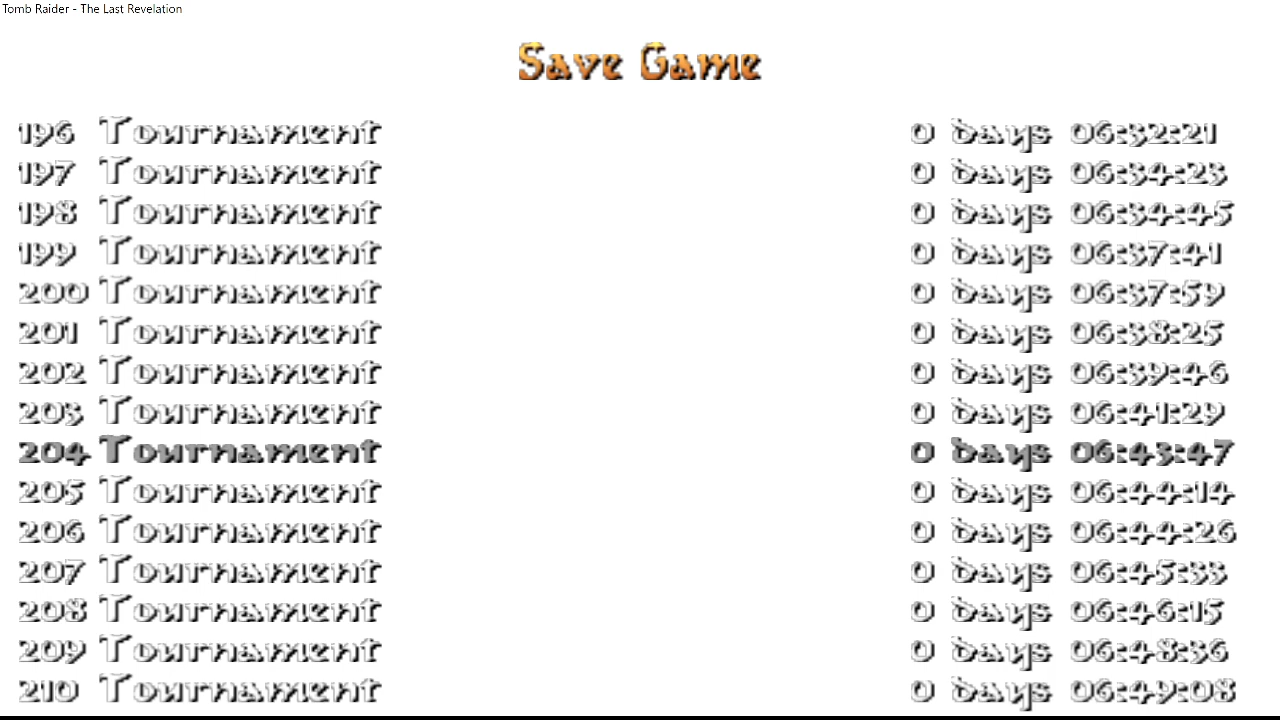 Tomb Raider - The Last Revelation
Save Game
196 Tournament 0 days 06:32:21
197 Tournament 0 days 06:34:23
198 Tournament 0 days 06:34:45
199 Tournament 0 days 06:37:41
200 Tournament 0 days 06:37:59
201 Tournament 0 days 06:38:25
202 Tournament 0 days 06:39:46
203 Tournament 0 days 06:41:29
204 Tournament 0 days 06:43:47
205 Tournament 0 days 06:44:14
206 Tournament 0 days 06:44:26
207 Tournament 0 days 06:45:33
208 Tournament 0 days 06:46:15
209 Tournament 0 days 06:48:36
210 Tournament 0 days 06:49:08